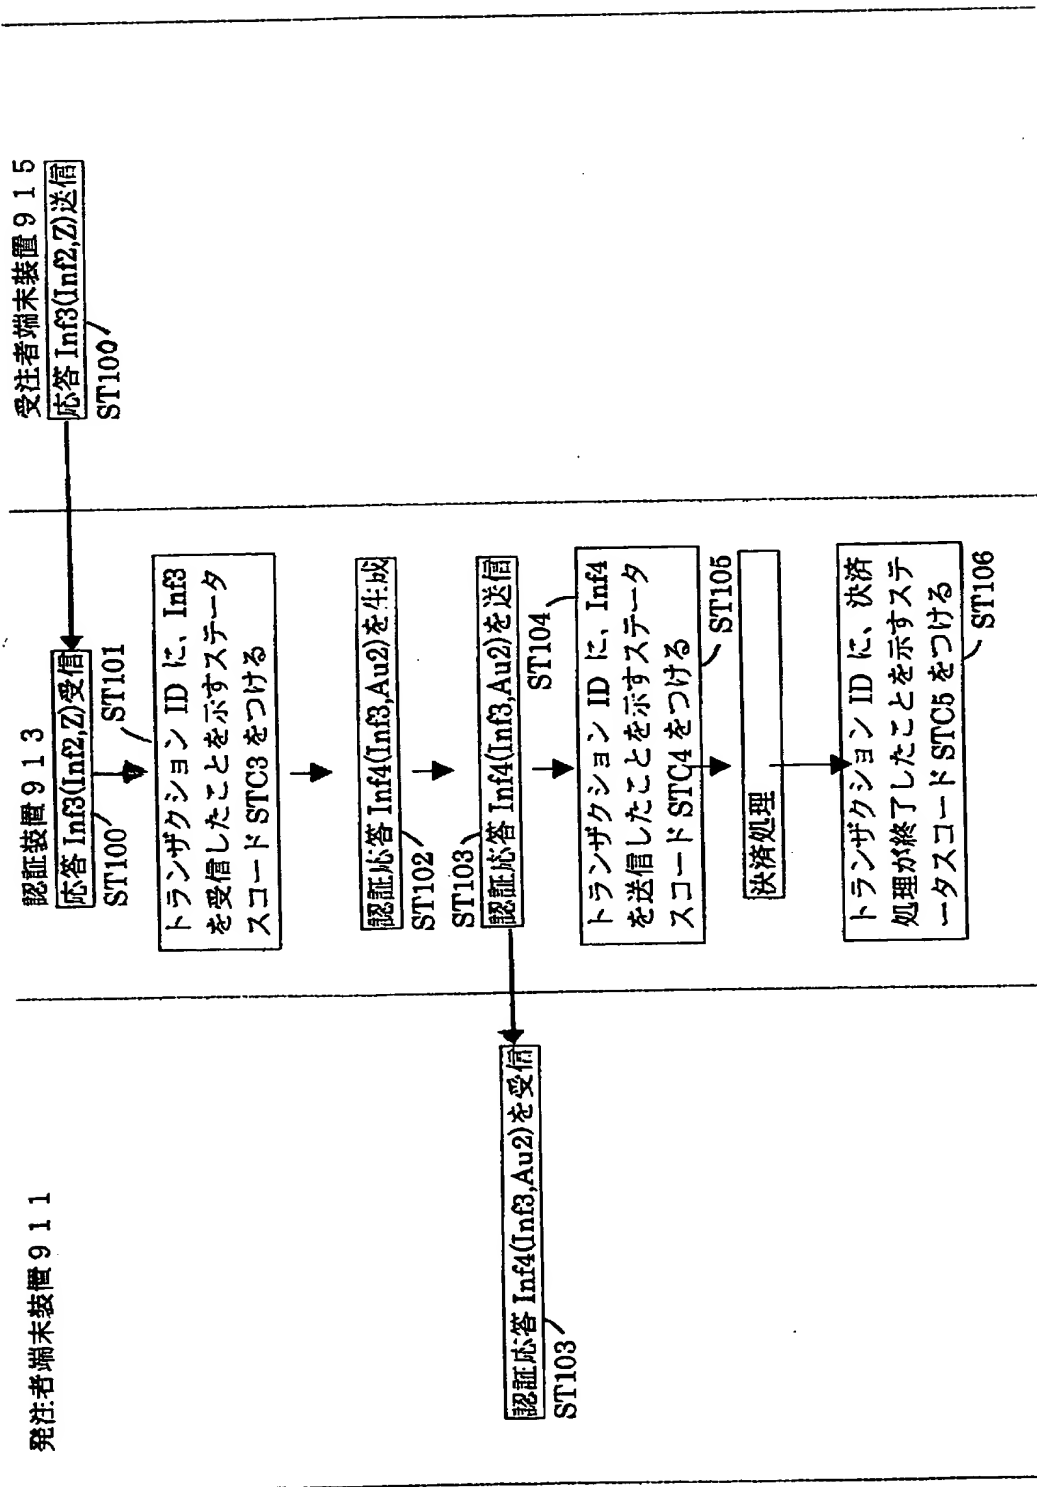 発注者端末装置911
認証装置913
受注者端末装置915
応答 Inf3(Inf2,Z)送信
ST100
応答 Inf3(Inf2,Z)受信
ST100
ST101
トランザクション ID に、Inf3
を受信したことを示すステータ
スコード STC3 をつける
認証応答 Inf4(Inf3,Au2)を生成
ST102
ST103
認証応答 Inf4(Inf3,Au2)を送信
認証応答 Inf4(Inf3,Au2)を受信
ST103
ST104
トランザクション ID に、Inf4
を送信したことを示すステータ
スコード STC4 をつける
ST105
決済処理
トランザクション ID に、決済
処理が終了したことを示すステ
ータスコード STC5 をつける
ST106